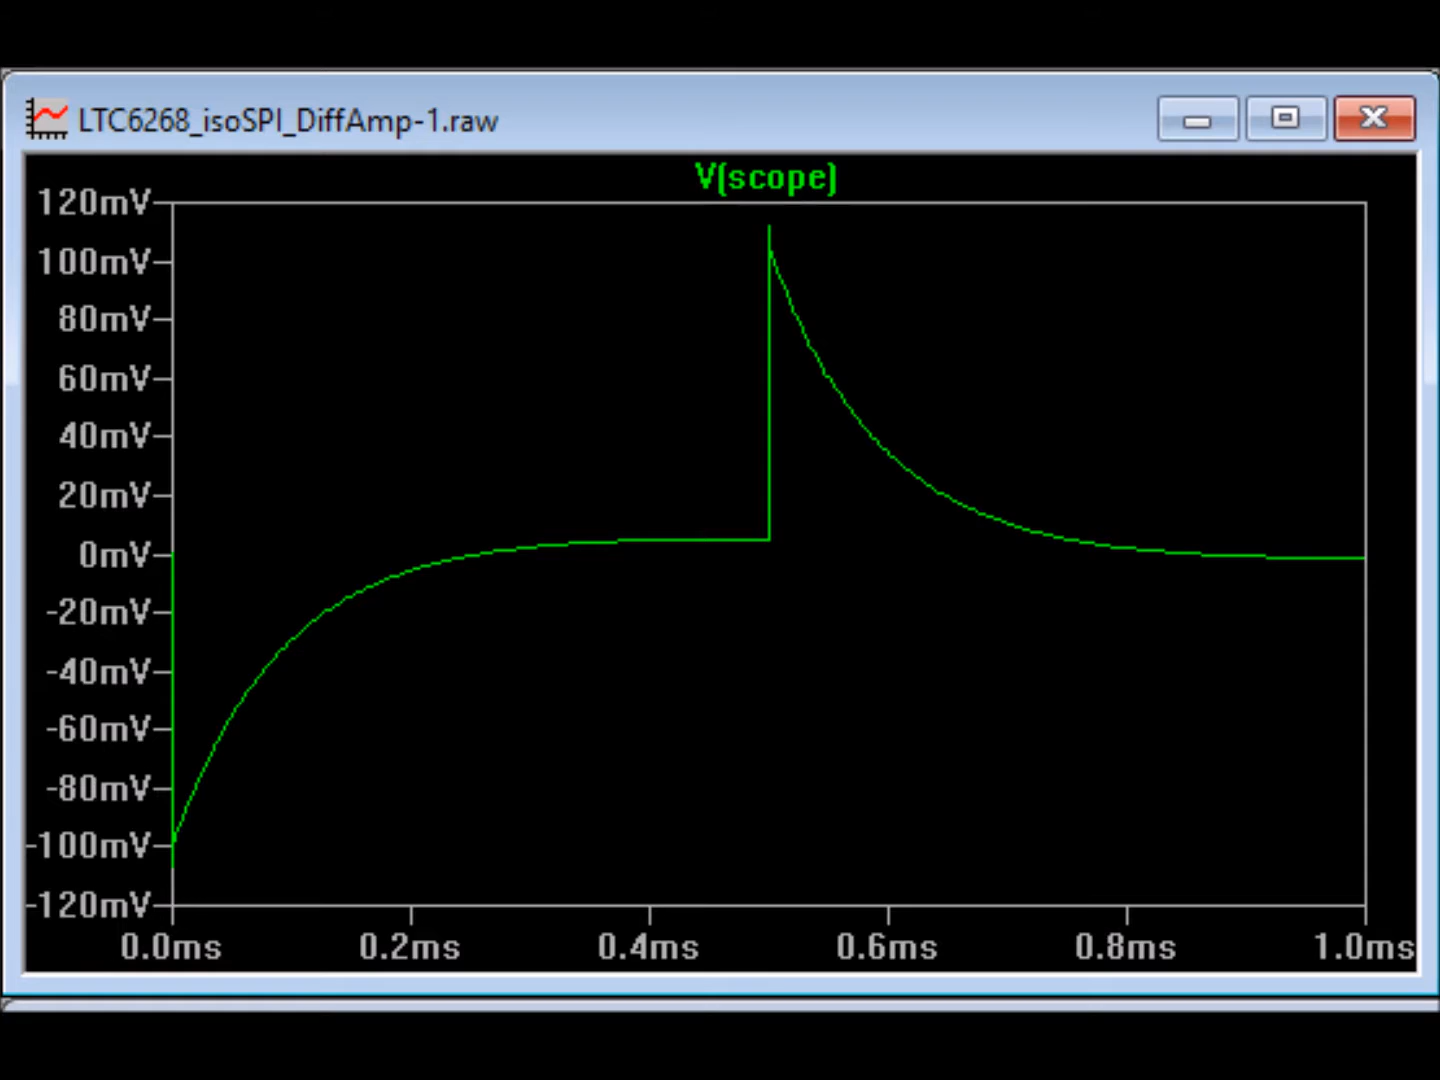 LTC6268_isoSPI_DiffAmp-1.raw
V(scope)
120mV
100mV
80mV
60mV
40mV
20mV
0mV
-20mV
-40mV
-60mV
-80mV
-100mV
-120mV
0.0ms 0.2ms 0.4ms 0.6ms 0.8ms 1.0ms